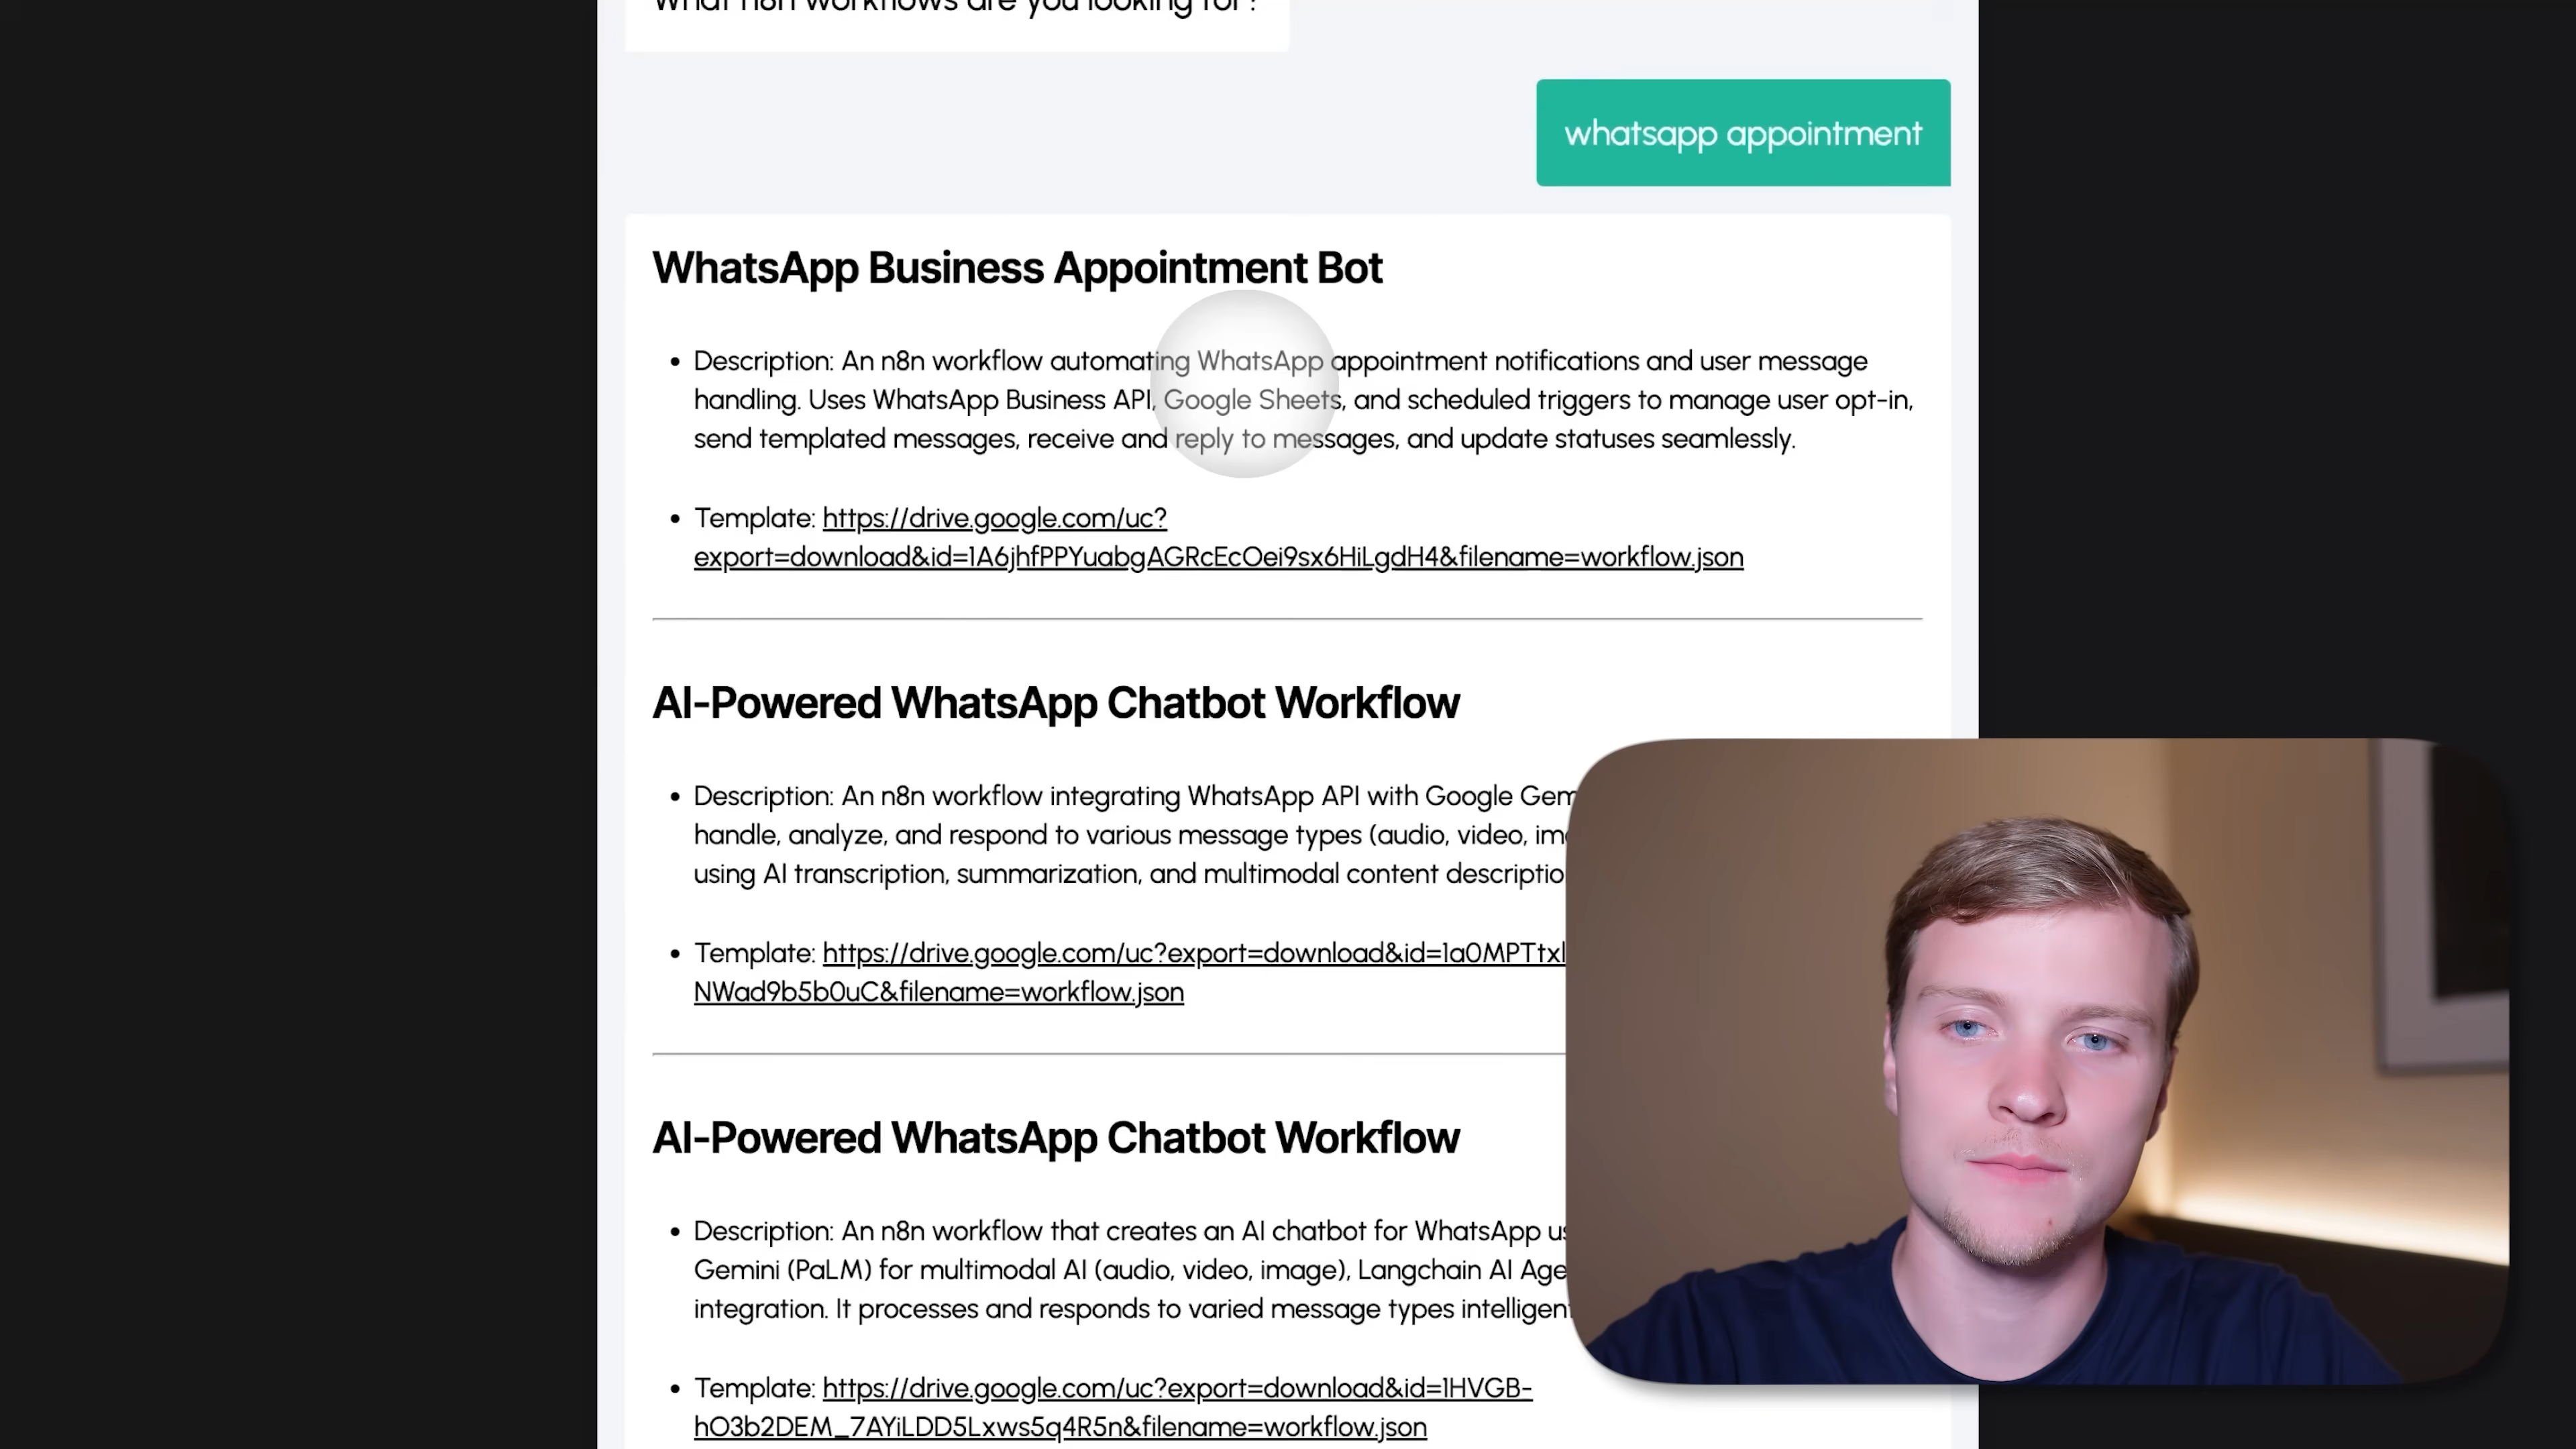 What n8n workflows are you looking for?
whatsapp appointment
WhatsApp Business Appointment Bot
• Description: An n8n workflow automating WhatsApp appointment notifications and user message
handling. Uses WhatsApp Business API, Google Sheets, and scheduled triggers to manage user opt-in,
send templated messages, receive and reply to messages, and update statuses seamlessly.
• Template: https://drive.google.com/uc?
export=download&id=1A6jhfPPYuabgAGRcEcOei9sx6HiLgdH4&filename=workflow.json
AI-Powered WhatsApp Chatbot Workflow
• Description: An n8n workflow integrating WhatsApp API with Google
handle, analyze, and respond to various message types (audio, video,
using AI transcription, summarization, and multimodal content
• Template: https://drive.google.com/uc?export=download&id=1a0MPTtx
NWad9b5b0uC&filename=workflow.json
AI-Powered WhatsApp Chatbot Workflow
• Description: An n8n workflow that creates an AI chatbot for WhatsApp
Gemini (PaLM) for multimodal AI (audio, video, image), Langchain AI
integration. It processes and responds to varied message types
• Template: https://drive.google.com/uc?export=download&id=1HVGB-
hO3b2DEM_7AYiLDD5Lxws5q4R5n&filename=workflow.json